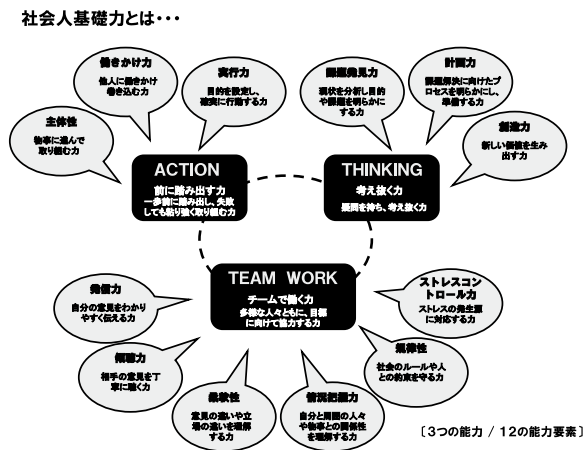 社会人基礎力とは・・・
働きかけ力
他人に働きかけ
巻き込む力
実行力
目的を設定し、
確実に行動する力
主体性
物事に進んで
取り組む力
ACTION
前に踏み出す力
一歩前に踏み出し、失敗
しても粘り強く取り組む力
課題発見力
現状を分析し目的
や課題を明らかに
する力
計画力
課題解決に向けたプ
ロセスを明らかにし、
準備する力
創造力
新しい価値を生み
出す力
THINKING
考え抜く力
疑問を持ち、考え抜く力
TEAM WORK
チームで働く力
多様な人々ともに、目標
に向けて協力する力
発信力
自分の意見をわかり
やすく伝える力
傾聴力
相手の意見を丁
寧に聴く力
柔軟性
意見の違いや立
場の違いを理解
する力
情況把握力
自分と周囲の人々
や物事との関係性
を理解する力
規律性
社会のルールや人
との約束を守る力
ストレスコン
トロール力
ストレスの発生源
に対応する力
〔3つの能力 / 12の能力要素〕